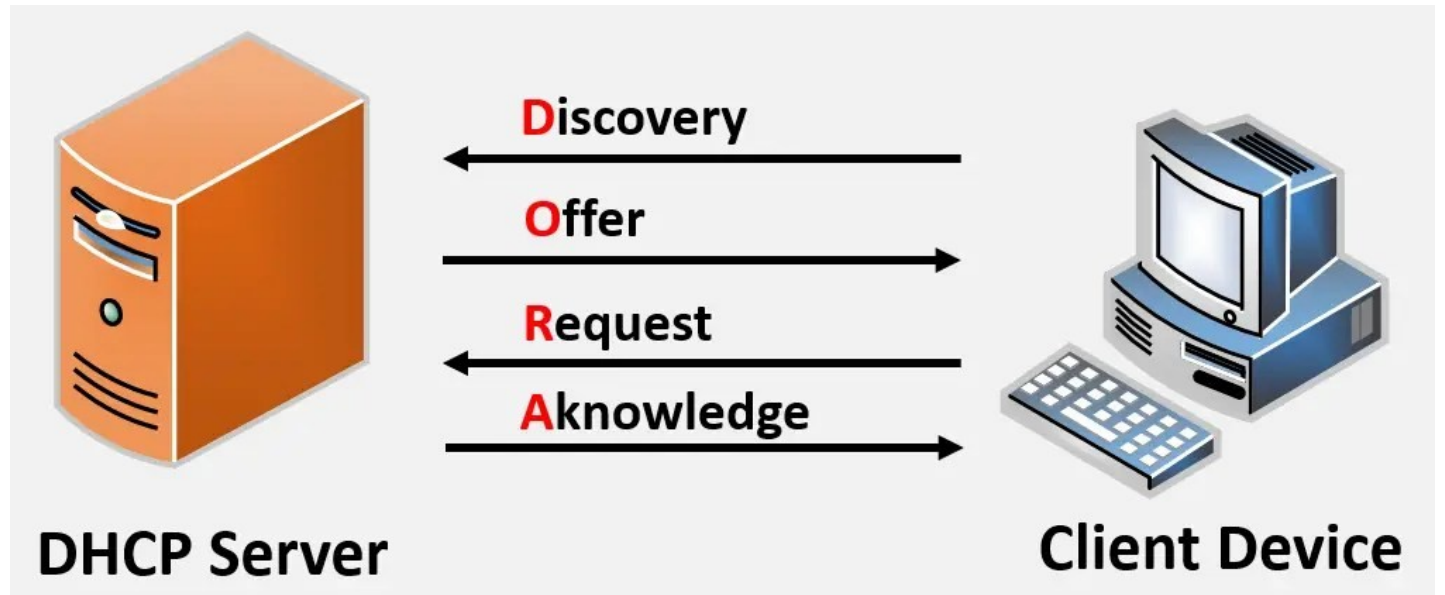 Discovery
Offer
Request
Aknowledge
DHCP Server
Client Device